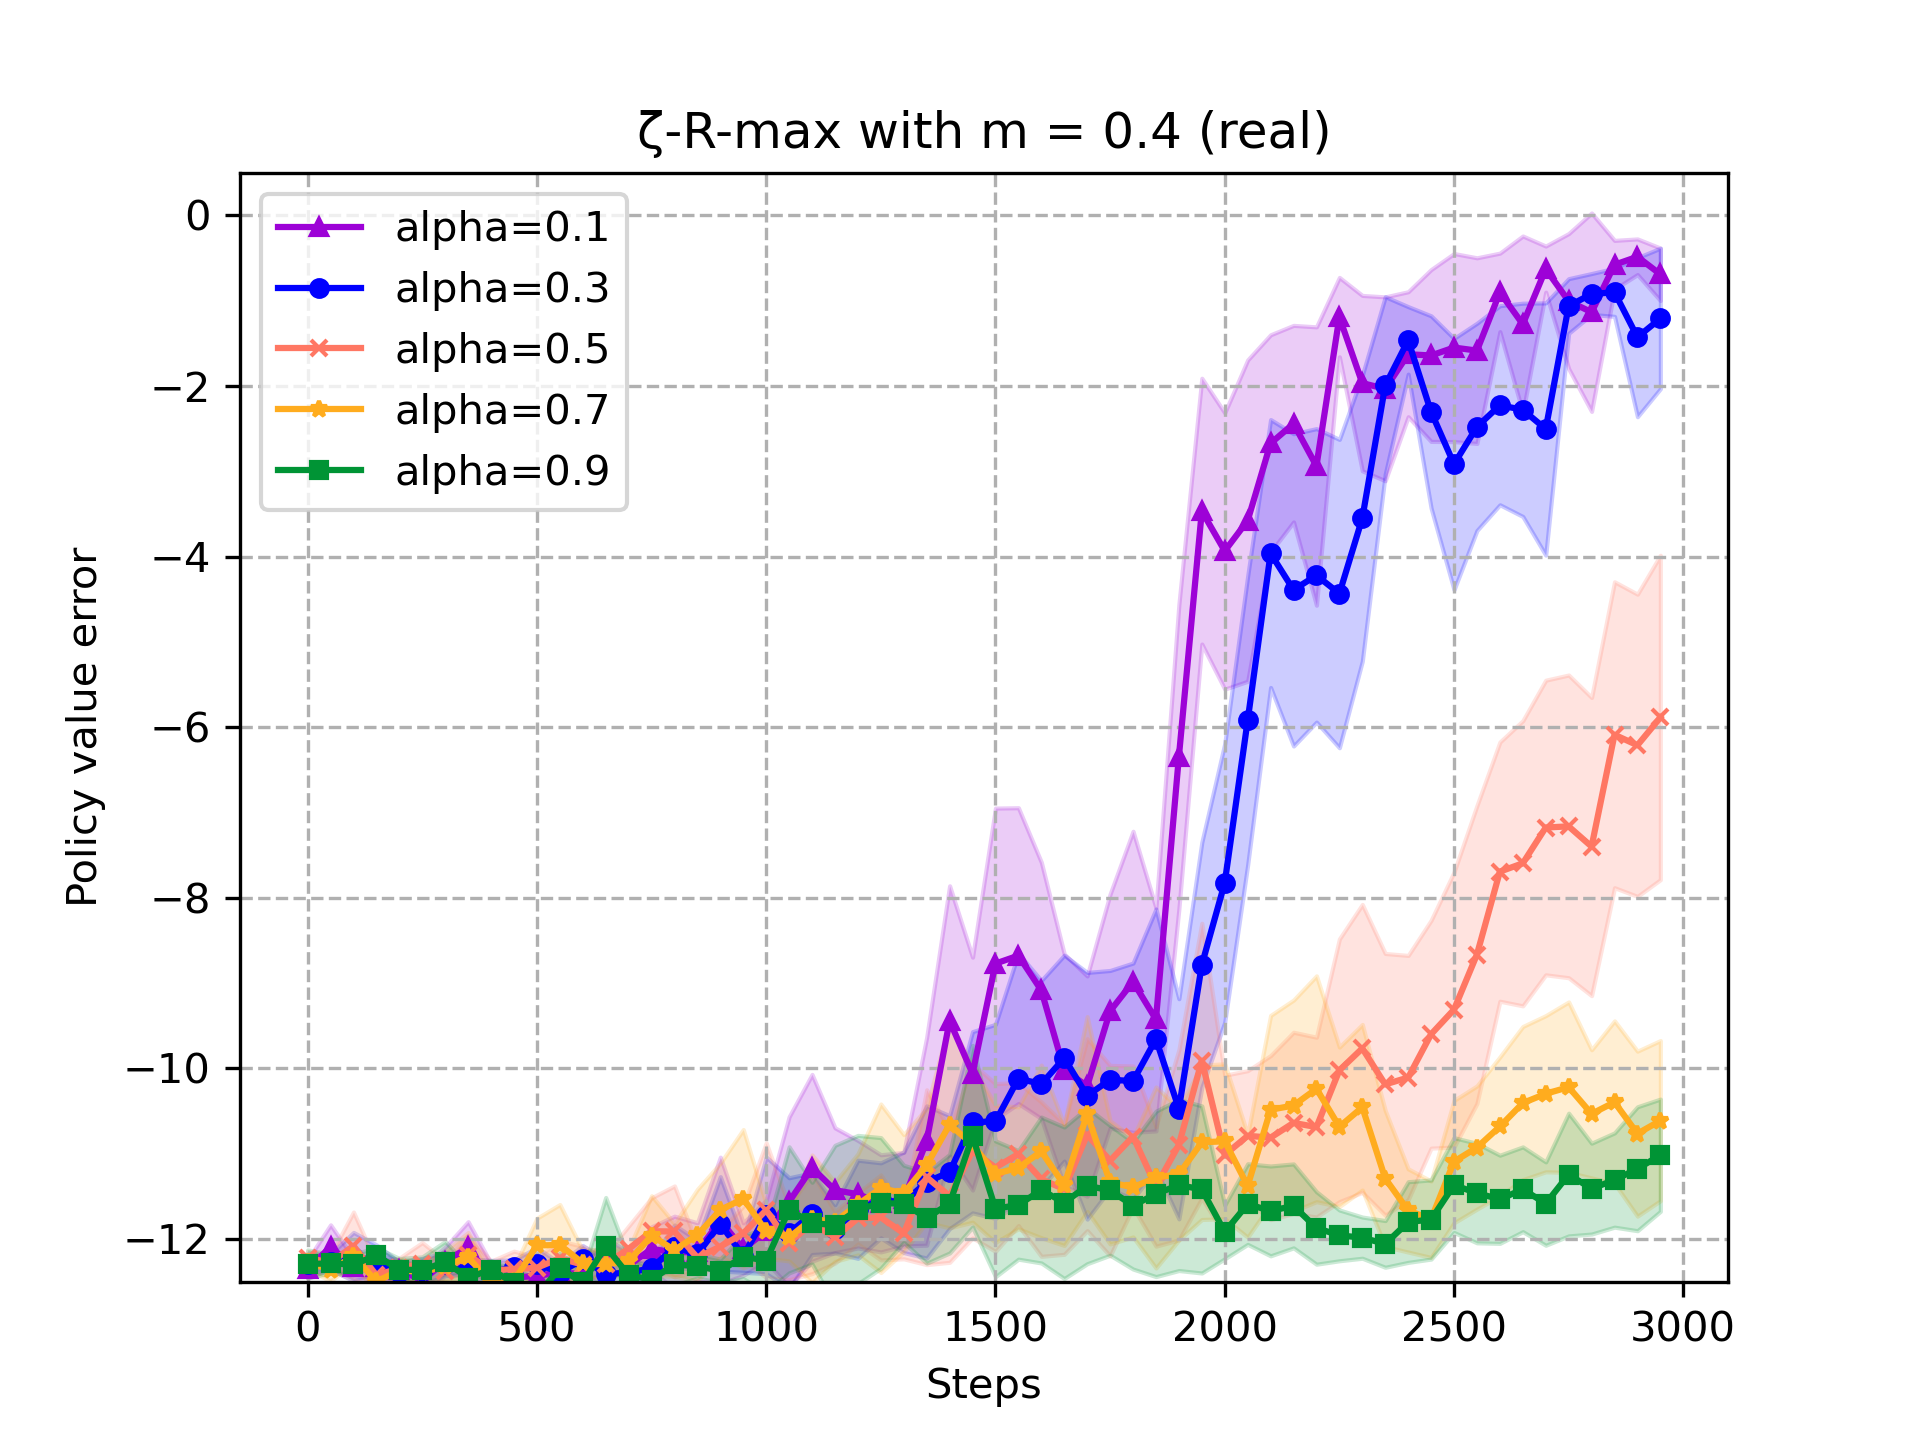 ζ-R-max with m = 0.4 (real)
alpha=0.1
alpha=0.3
alpha=0.5
alpha=0.7
alpha=0.9
Policy value error
0
−2
−4
−6
−8
−10
−12
0 500 1000 1500 2000 2500 3000
Steps